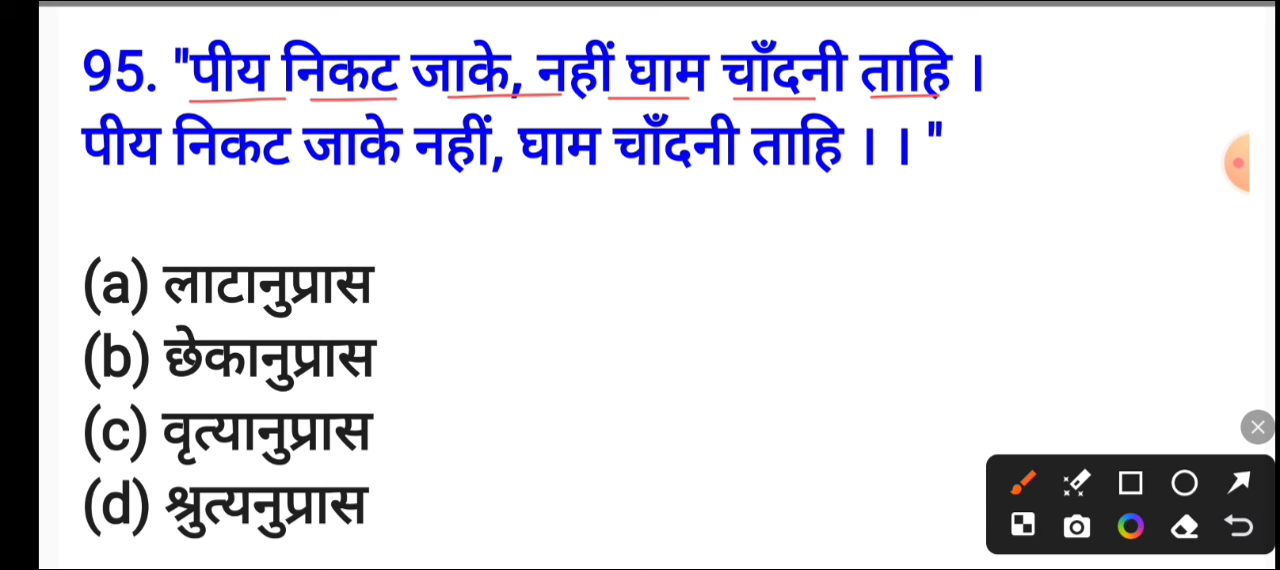 95. "पीय निकट जाके, नहीं घाम चाँदनी ताहि ।
पीय निकट जाके नहीं, घाम चाँदनी ताहि । । "
(a) लाटानुप्रास
(b) छेकानुप्रास
(c) वृत्यानुप्रास
(d) श्रुत्यनुप्रास